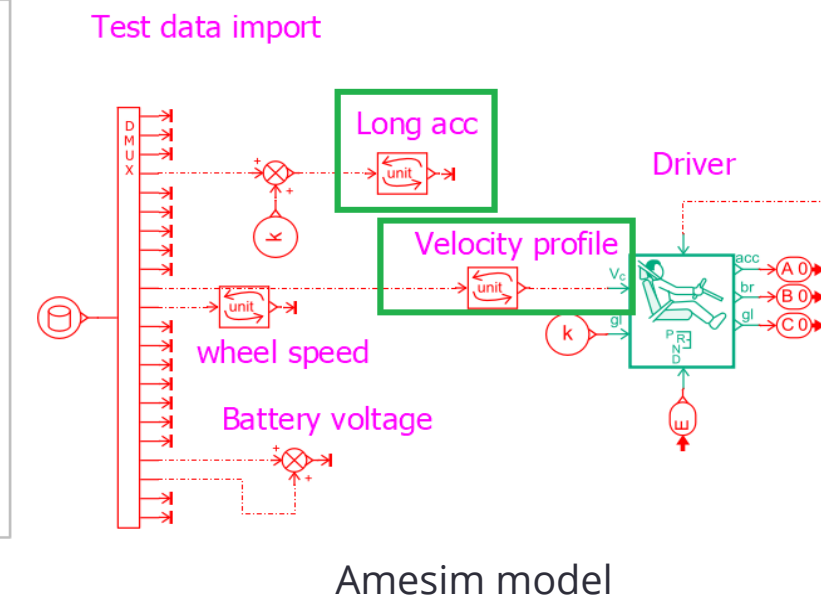 Test data import
DMUX
Long acc
unit
k
Driver
Velocity profile
unit
Vc
gl
k
acc
A 0
br
B 0
gl
C 0
P
R
N
D
E
unit
wheel speed
Battery voltage
Amesim model